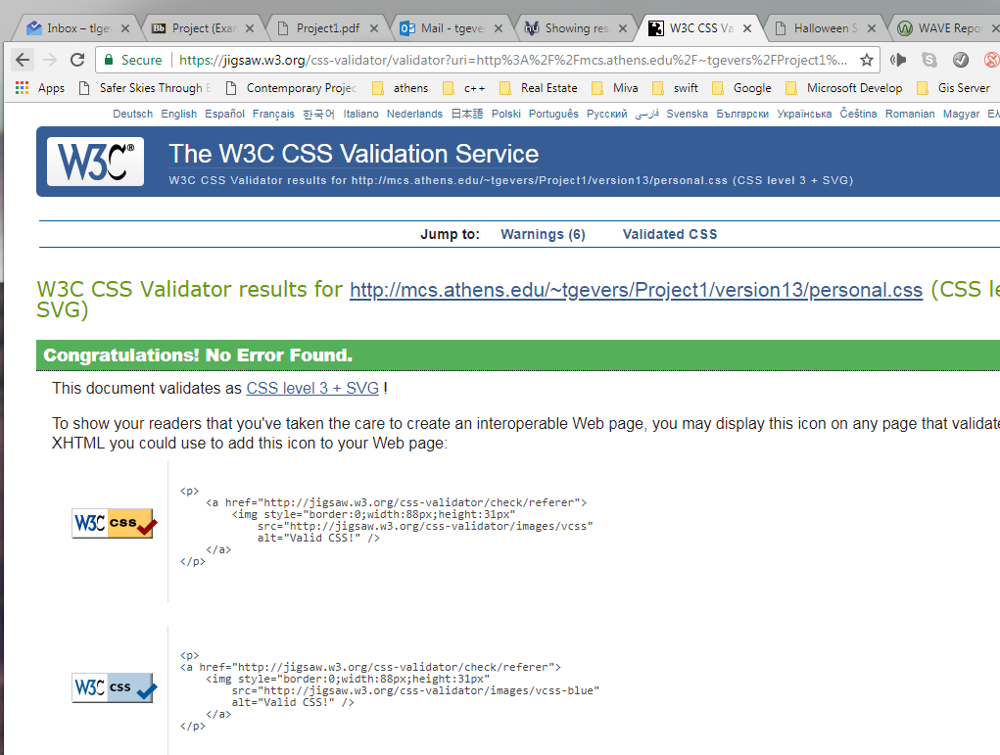 Inbox – tlge
Project (Exar
Project1.pdf
Mail - tgever
Showing res
W3C CSS Va
Halloween S
WAVE Repo
Secure https://jigsaw.w3.org/css-validator/validator?uri=http%3A%2F%2Fmcs.athens.edu%2F~tgevers%2FProject1%...
Apps Safer Skies Through E Contemporary Projec athens c++ Real Estate Miva swift Google Microsoft Develop Gis Server
Deutsch English Español Français 한국어 Italiano Nederlands 日本語 Polski Português Русский فارسی Svenska Български Українська Čeština Romanian Magyar Ελ
W3C®
The W3C CSS Validation Service
W3C CSS Validator results for http://mcs.athens.edu/~tgevers/Project1/version13/personal.css (CSS level 3 + SVG)
Jump to: Warnings (6) Validated CSS
W3C CSS Validator results for http://mcs.athens.edu/~tgevers/Project1/version13/personal.css (CSS le
SVG)
Congratulations! No Error Found.
This document validates as CSS level 3 + SVG !
To show your readers that you've taken the care to create an interoperable Web page, you may display this icon on any page that validate
XHTML you could use to add this icon to your Web page:
W3C css
<p>
<a href="http://jigsaw.w3.org/css-validator/check/referer">
<img style="border:0;width:88px;height:31px"
src="http://jigsaw.w3.org/css-validator/images/vcss"
alt="Valid CSS!" />
</a>
</p>
W3C css
<p>
<a href="http://jigsaw.w3.org/css-validator/check/referer">
<img style="border:0;width:88px;height:31px"
src="http://jigsaw.w3.org/css-validator/images/vcss-blue"
alt="Valid CSS!" />
</a>
</p>